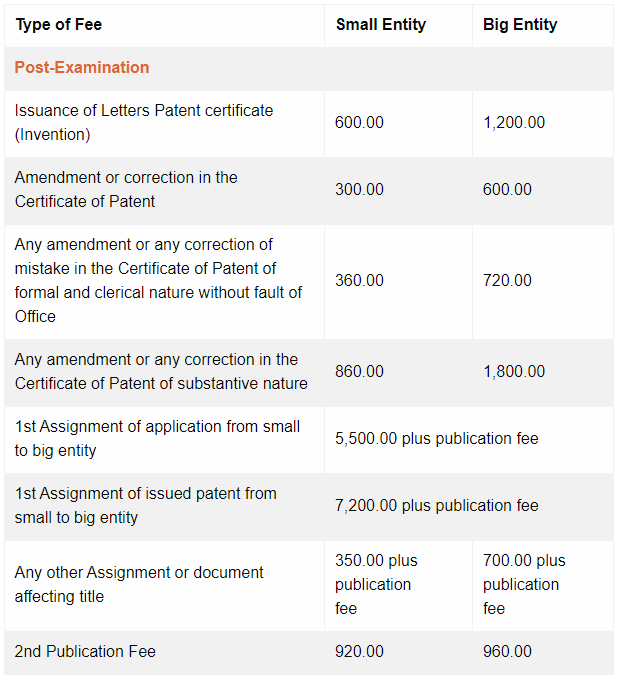 Type of Fee Small Entity Big Entity
Post-Examination
Issuance of Letters Patent certificate
(Invention)
600.00 1,200.00
Amendment or correction in the
Certificate of Patent
300.00 600.00
Any amendment or any correction of
mistake in the Certificate of Patent of
formal and clerical nature without fault of
Office
360.00 720.00
Any amendment or any correction in the
Certificate of Patent of substantive nature
860.00 1,800.00
1st Assignment of application from small
to big entity
5,500.00 plus publication fee
1st Assignment of issued patent from
small to big entity
7,200.00 plus publication fee
Any other Assignment or document
affecting title
350.00 plus
publication
fee
700.00 plus
publication
fee
2nd Publication Fee 920.00 960.00